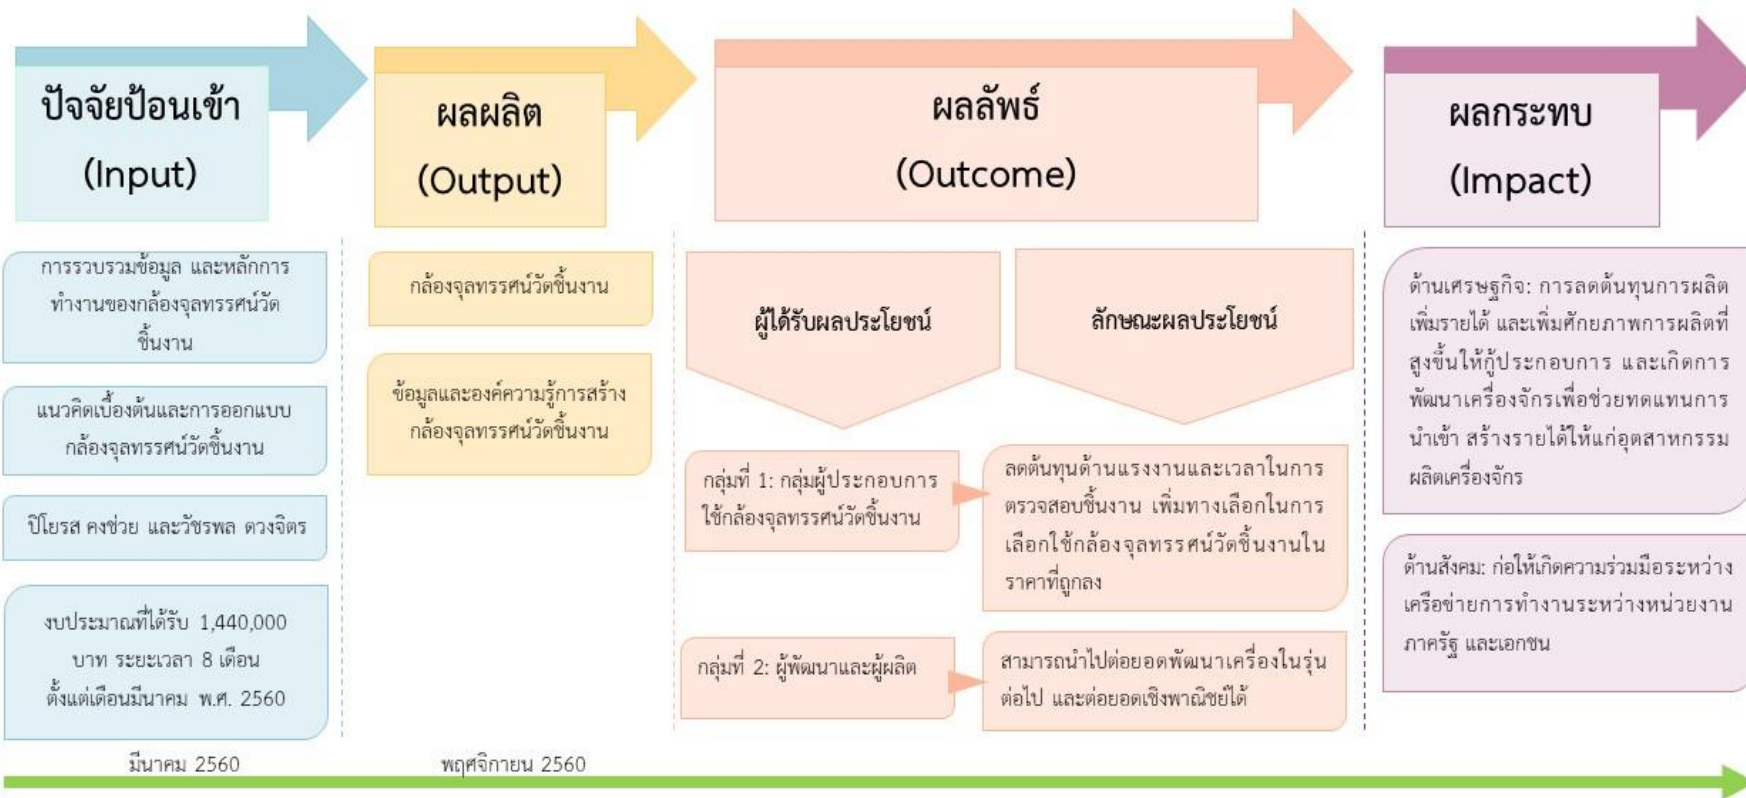 ปัจจัยป้อนเข้า
(Input)
การรวบรวมข้อมูล และหลักการ
ทำงานของกล้องจุลทรรศน์วัด
ชิ้นงาน
แนวคิดเบื้องต้นและการออกแบบ
กล้องจุลทรรศน์วัดชิ้นงาน
ปิโยรส คงช่วย และวัชรพล ดวงจิตร
งบประมาณที่ได้รับ 1,440,000
บาท ระยะเวลา 8 เดือน
ตั้งแต่เดือนมีนาคม พ.ศ. 2560
ผลผลิต
(Output)
กล้องจุลทรรศน์วัดชิ้นงาน
ข้อมูลและองค์ความรู้การสร้าง
กล้องจุลทรรศน์วัดชิ้นงาน
ผลลัพธ์
(Outcome)
ผู้ได้รับผลประโยชน์
ลักษณะผลประโยชน์
กลุ่มที่ 1: กลุ่มผู้ประกอบการ
ใช้กล้องจุลทรรศน์วัดชิ้นงาน
ลดต้นทุนด้านแรงงานและเวลาในการ
ตรวจสอบชิ้นงาน เพิ่มทางเลือกในการ
เลือกใช้กล้องจุลทรรศน์วัดชิ้นงานใน
ราคาที่ถูกลง
กลุ่มที่ 2: ผู้พัฒนาและผู้ผลิต
สามารถนำไปต่อยอดพัฒนาเครื่องในรุ่น
ต่อไป และต่อยอดเชิงพาณิชย์ได้
ผลกระทบ
(Impact)
ด้านเศรษฐกิจ: การลดต้นทุนการผลิต
เพิ่มรายได้ และเพิ่มศักยภาพการผลิตที่
สูงขึ้นให้กู้ประกอบการ และเกิดการ
พัฒนาเครื่องจักรเพื่อช่วยทดแทนการ
นำเข้า สร้างรายได้ให้แก่อุตสาหกรรม
ผลิตเครื่องจักร
ด้านสังคม: ก่อให้เกิดความร่วมมือระหว่าง
เครือข่ายการทำงานระหว่างหน่วยงาน
ภาครัฐ และเอกชน
มีนาคม 2560
พฤศจิกายน 2560